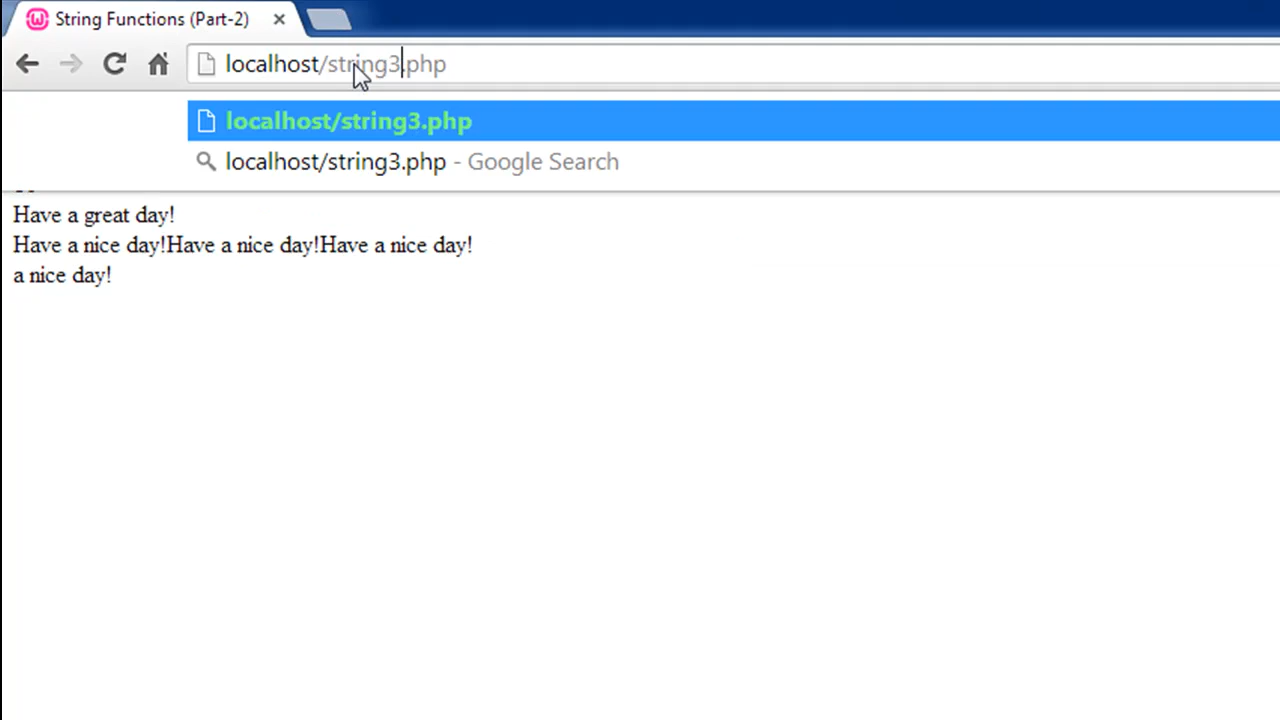 String Functions (Part-2)
localhost/string3.php
localhost/string3.php
localhost/string3.php - Google Search
Have a great day!
Have a nice day!Have a nice day!Have a nice day!
a nice day!